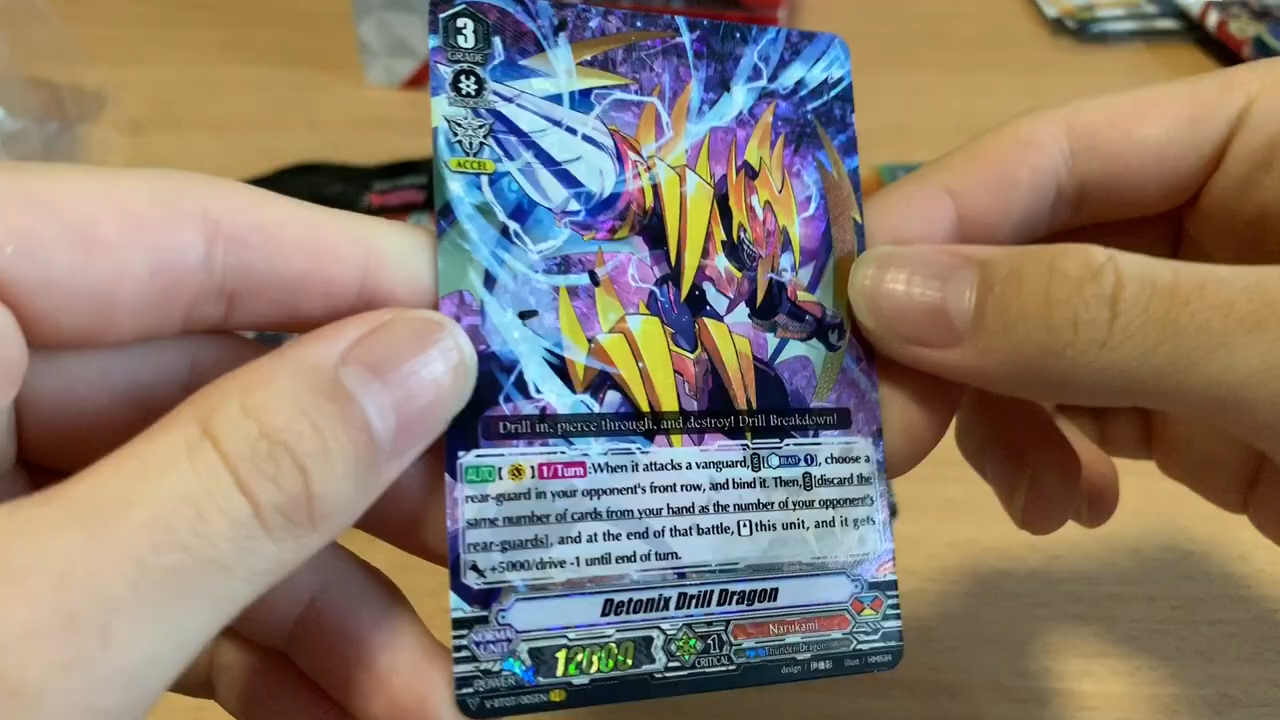 3
GRADE
ACCEL
Drill in, pierce through, and destroy! Drill Breakdown!
AUTO [ ] 1/Turn :When it attacks a vanguard, [ BLAST 1], choose a
rear-guard in your opponent's front row, and bind it. Then, [discard the
same number of cards from your hand as the number of your opponent's
rear-guards], and at the end of that battle, this unit, and it gets
+5000/drive -1 until end of turn.
Detonix Drill Dragon
NORMAL
UNIT
POWER
12000
1
CRITICAL
Narukami
Thunder Dragon
design / 伊藤彰 illust. /